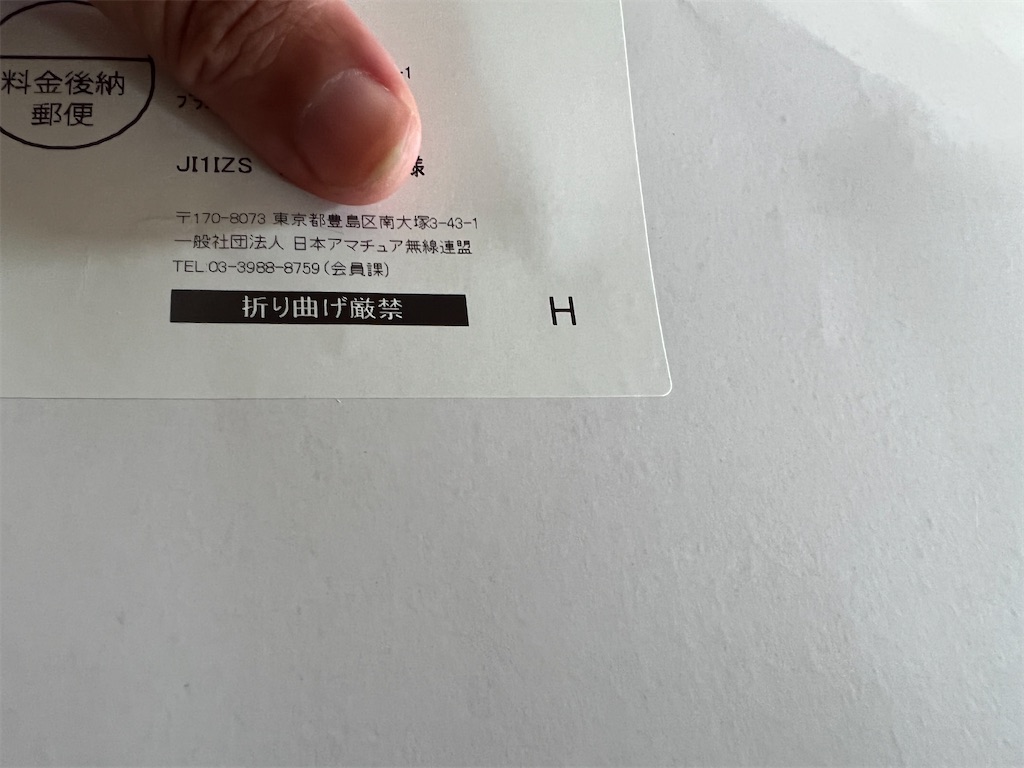 料金後納
郵便
-1
JI1IZS 様
〒170-8073 東京都豊島区南大塚3-43-1
一般社団法人 日本アマチュア無線連盟
TEL:03-3988-8759(会員課)
折り曲げ厳禁
H